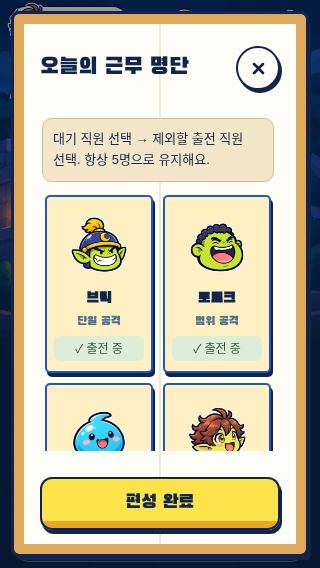 오늘의 근무 명단
대기 직원 선택 → 제외할 출전 직원
선택. 항상 5명으로 유지해요.
브릭
토토크
단일 공격
범위 공격
✓ 출전 중
✓ 출전 중
편성 완료